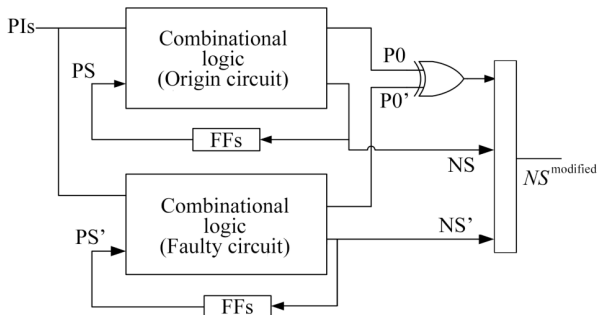 PIs
Combinational
logic
(Origin circuit)
PS
P0
P0’
FFs
NS
NS^modified
Combinational
logic
(Faulty circuit)
PS’
NS’
FFs